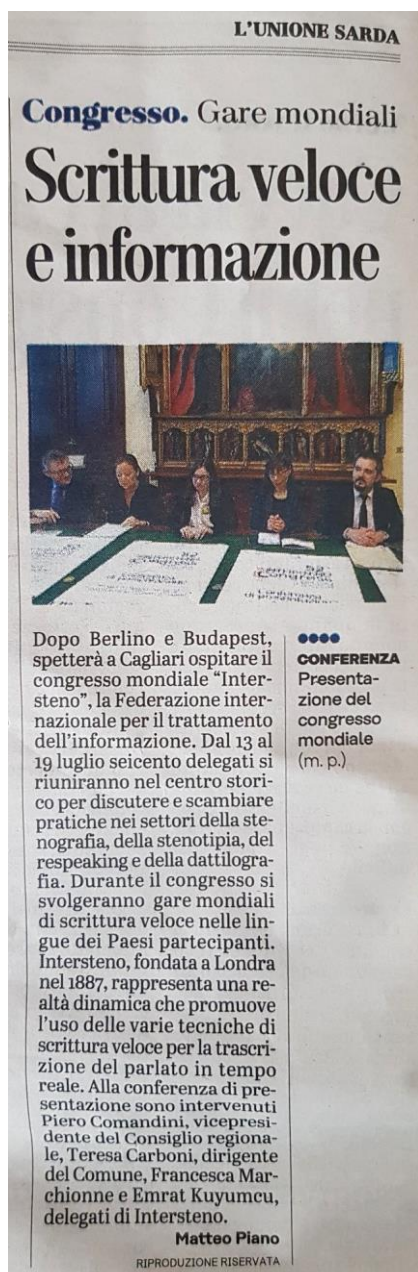 L'UNIONE SARDA
Congresso. Gare mondiali
Scrittura veloce
e informazione
Dopo Berlino e Budapest,
spetterà a Cagliari ospitare il
congresso mondiale “Inter-
steno”, la Federazione inter-
nazionale per il trattamento
dell’informazione. Dal 13 al
19 luglio seicento delegati si
riuniranno nel centro stori-
co per discutere e scambiare
pratiche nei settori della ste-
nografia, della stenotipia, del
respeaking e della dattilogra-
fia. Durante il congresso si
svolgeranno gare mondiali
di scrittura veloce nelle lin-
gue dei Paesi partecipanti.
Intersteno, fondata a Londra
nel 1887, rappresenta una re-
altà dinamica che promuove
l’uso delle varie tecniche di
scrittura veloce per la trascri-
zione del parlato in tempo
reale. Alla conferenza di pre-
sentazione sono intervenuti
Piero Comandini, vicepresi-
dente del Consiglio regiona-
le, Teresa Carboni, dirigente
del Comune, Francesca Mar-
chionne e Emrat Kuyumcu,
delegati di Intersteno.
Matteo Piano
RIPRODUZIONE RISERVATA
CONFERENZA
Presenta-
zione del
congresso
mondiale
(m. p.)